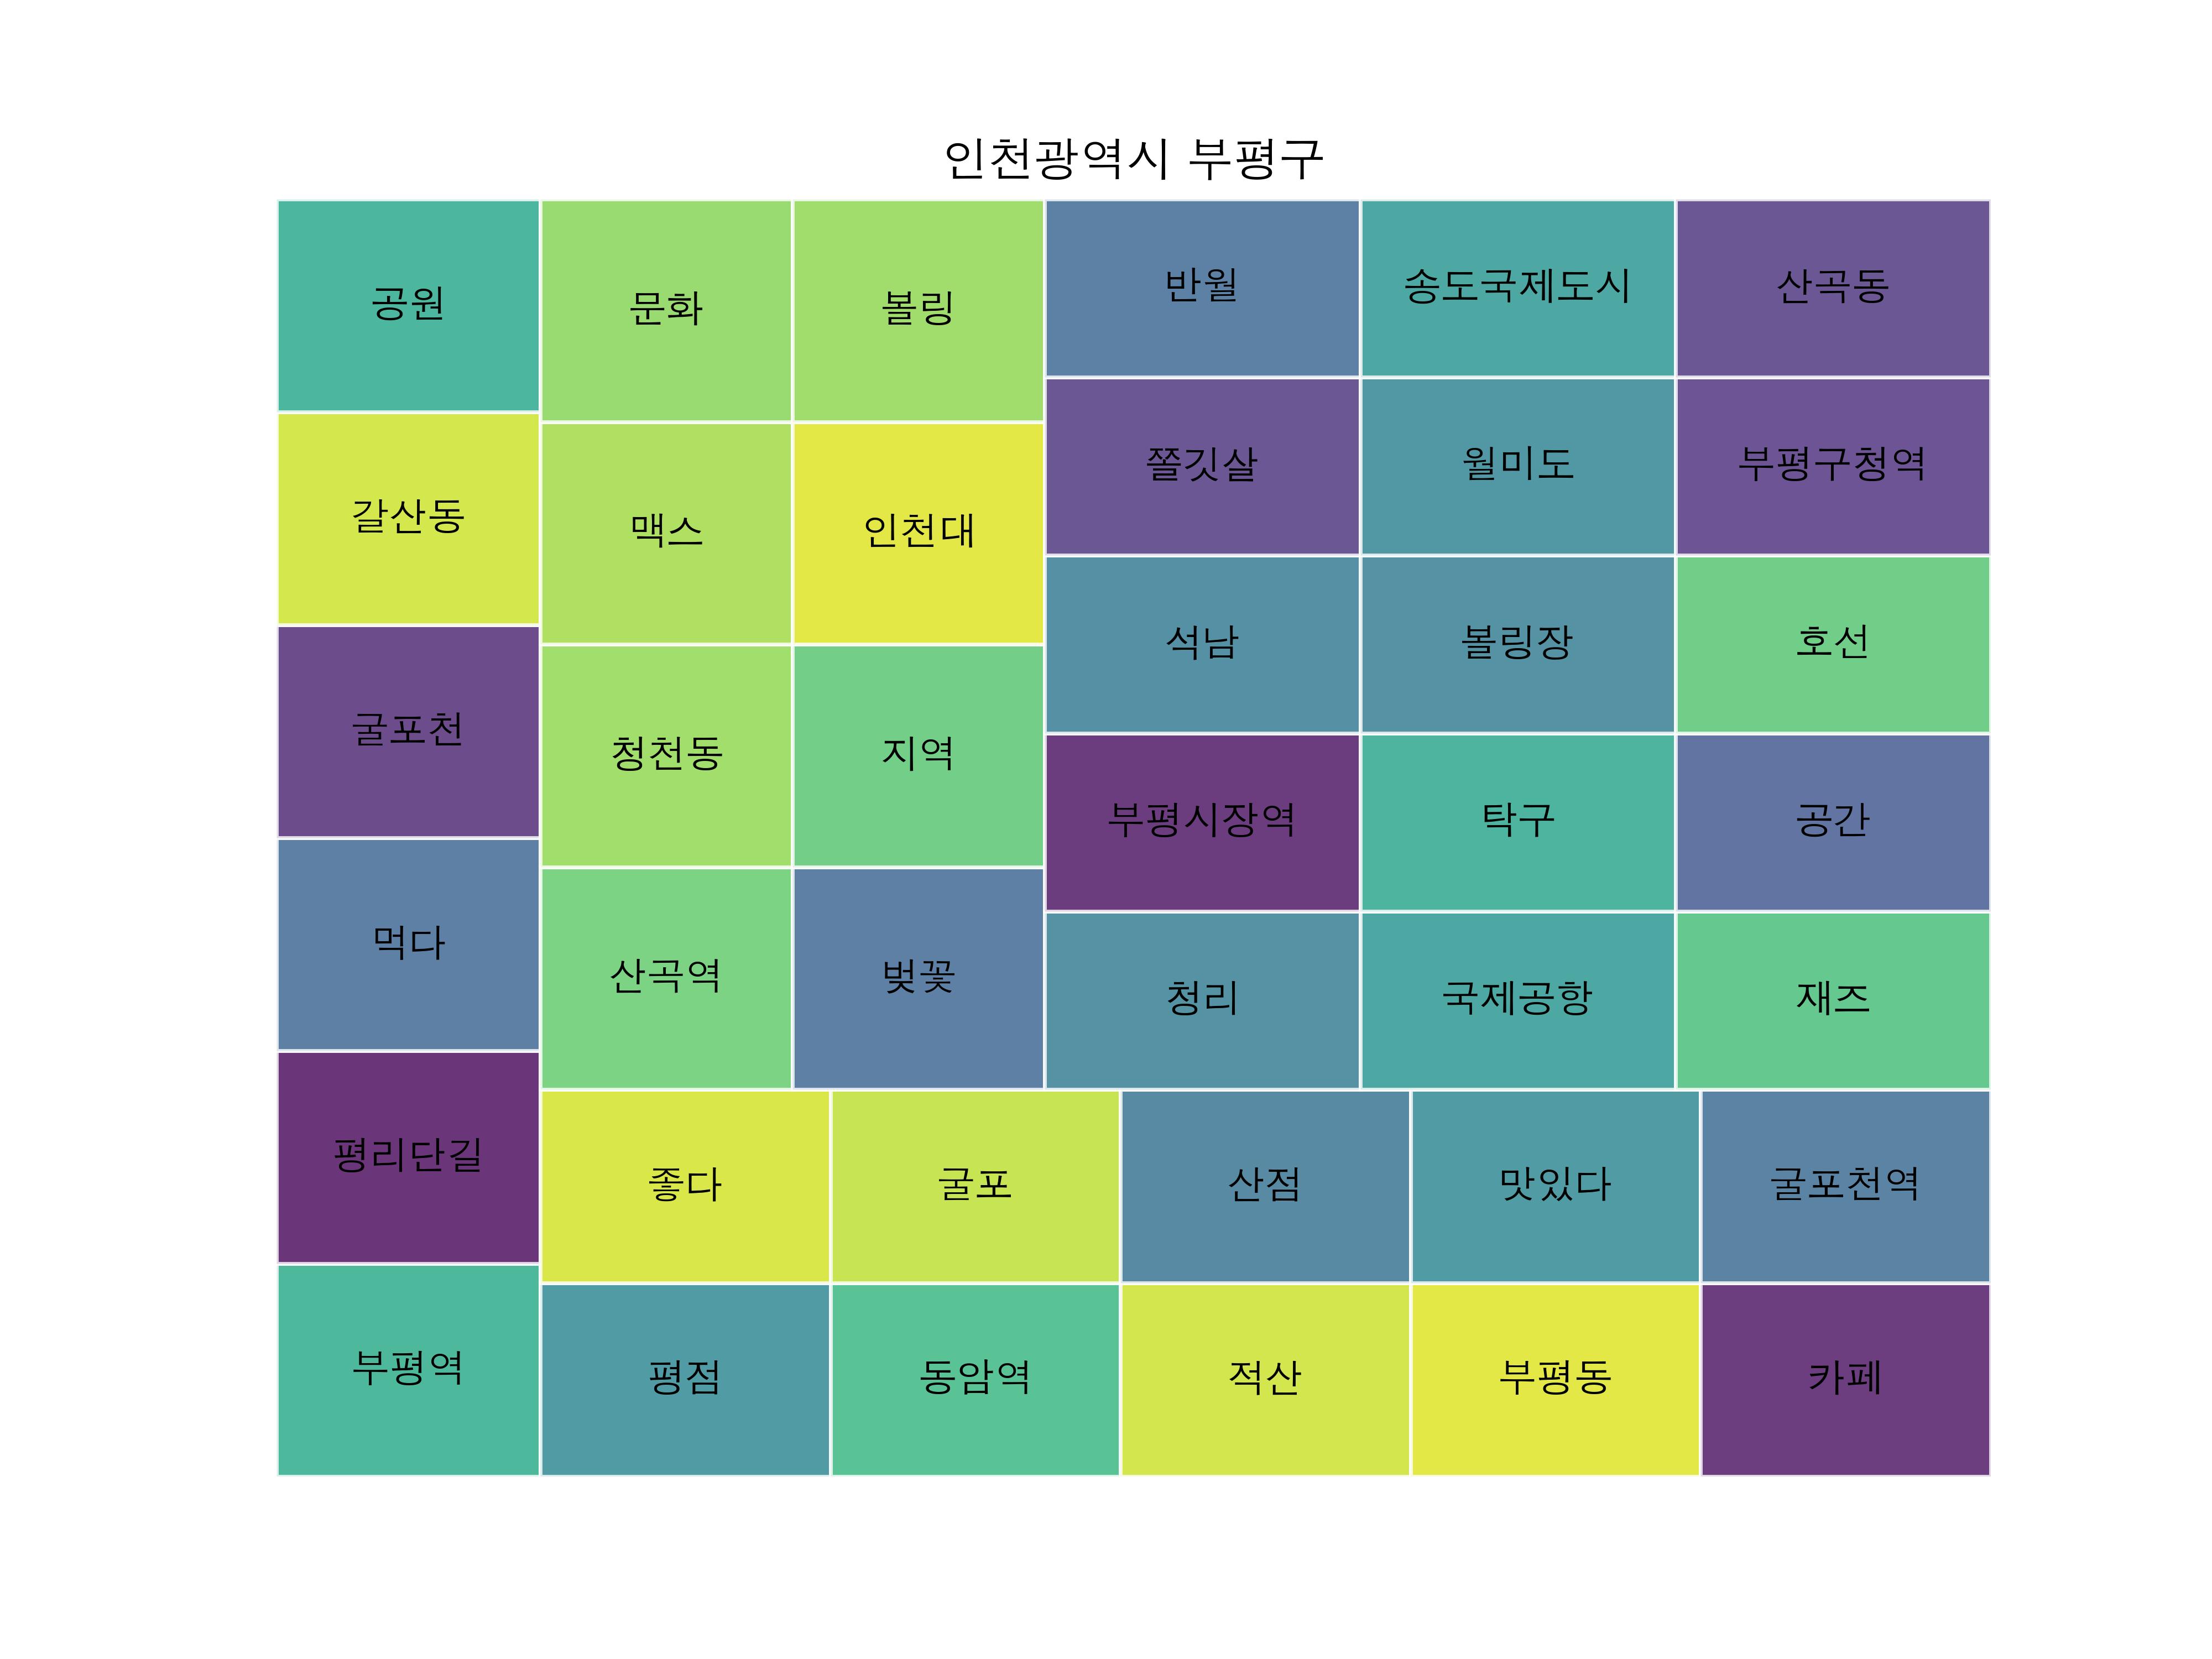 인천광역시 부평구
공원
문화
볼링
반월
송도국제도시
산곡동
쫄깃살
월미도
부평구청역
갈산동
맥스
인천대
석남
볼링장
호선
굴포천
청천동
지역
부평시장역
탁구
공간
먹다
산곡역
벚꽃
청리
국제공항
재즈
평리단길
좋다
굴포
산점
맛있다
굴포천역
부평역
평점
동암역
적산
부평동
카페